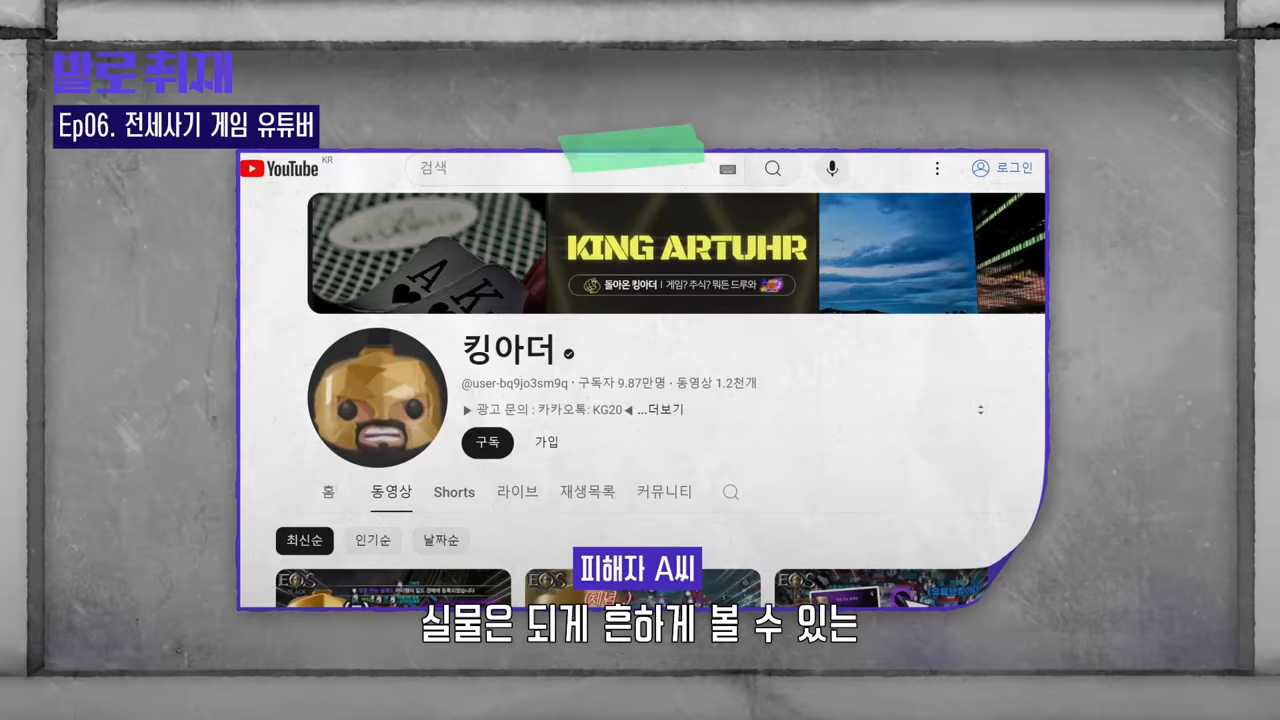 발로 취재
Ep06. 전세사기 게임 유튜버
YouTube KR
검색
로그인
KING ARTUHR
돌아온 킹아더 | 게임? 주식? 뭐든 드루와
A K
킹아더
@user-bq9jo3sm9q · 구독자 9.87만명 · 동영상 1.2천개
▶ 광고 문의 : 카카오톡: KG20◀ ...더보기
구독 가입
홈 동영상 Shorts 라이브 재생목록 커뮤니티
최신순 인기순 날짜순
EOS EOS EOS
피해자 A씨
실물은 되게 흔하게 볼 수 있는